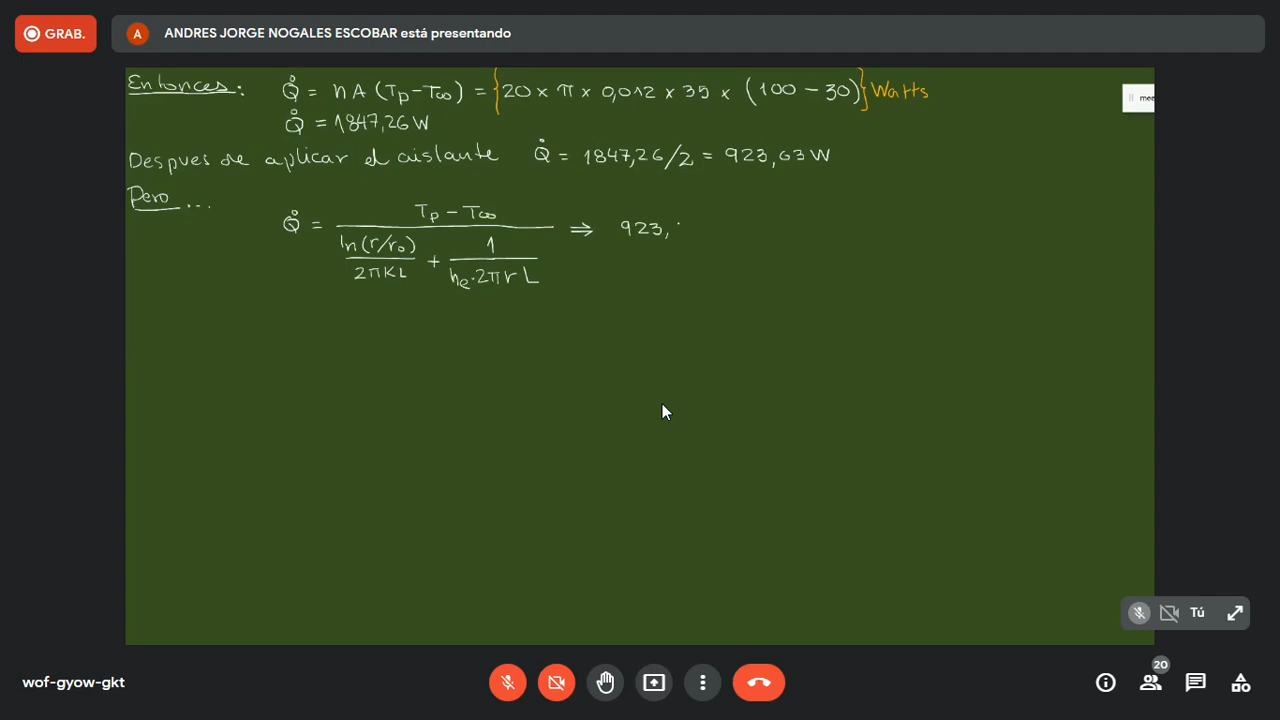 GRAB.
A ANDRES JORGE NOGALES ESCOBAR está presentando
Entonces: Q̇ = hA (Tp-T∞) = {20 x π x 0,012 x 35 x (100 - 30)} Watts
Q̇ = 1847,26 W
Despues de aplicar el aislante Q̇ = 1847,26/2 = 923,63 W
Pero ...
Q̇ = (Tp - T∞) / (ln(r/ro)/2πKL + 1/he·2πrL) ⇒ 923,
mee
Tú
wof-gyow-gkt
20